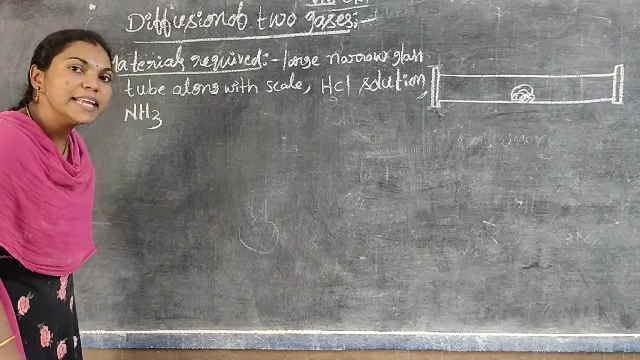 Diffusion of two gases:-
Materials required:- large narrow glass
tube along with scale, HCl solution,
NH3